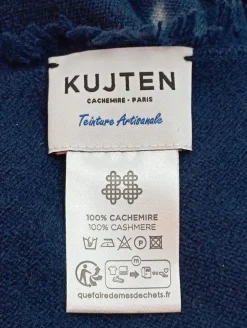 KUJTEN
CACHEMIRE • PARIS
Teinture Artisanale
100% CACHEMIRE
100% CASHMERE
quefairedemesdechets.fr